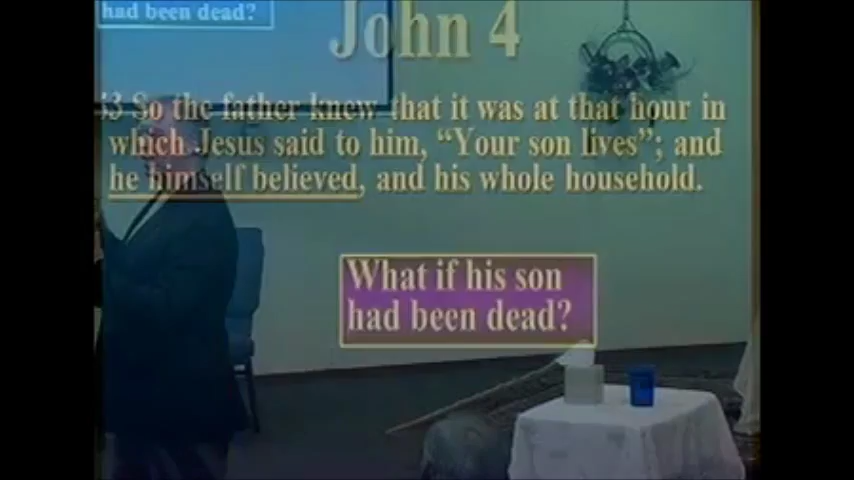 had been dead?
John 4
53 So the father knew that it was at that hour in
which Jesus said to him, “Your son lives”; and
he himself believed, and his whole household.
What if his son
had been dead?